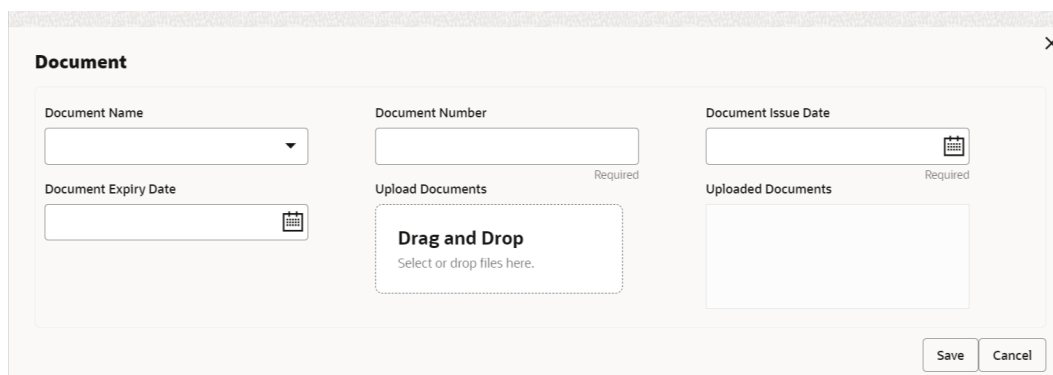 Document
Document Name
Document Number
Document Issue Date
Required
Required
Document Expiry Date
Upload Documents
Uploaded Documents
Drag and Drop
Select or drop files here.
Save
Cancel